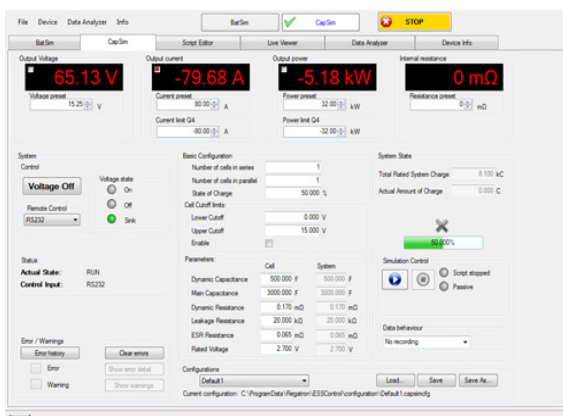 File Device Data Analyzer Info
BatSim
CapSim
STOP
BatSim CapSim Script Editor Live Viewer Data Analyzer Device Info
Output Voltage Output current Output power Internal resistance
65.13 V -79.68 A -5.18 kW 0 mΩ
Voltage preset Current preset Power preset Resistance preset
15.25 V 80.00 A 32.00 kW 0 mΩ
Current limit Q4 Power limit Q4
-80.00 A -32.00 kW
System
Control
Voltage Off
Remote Control
RS232
Voltage state
On
Off
Sink
Status
Actual State: RUN
Control Input: RS232
Error / Warnings
Error history Clear errors
Error Show error detail
Warning Show warnings
Basic Configuration
Number of cells in series 1
Number of cells in parallel 1
State of Charge 50.000 %
Cell Cutoff limits:
Lower Cutoff 0.000 V
Upper Cutoff 15.000 V
Enable
Parameters: Cell System
Dynamic Capacitance 500.000 F 500.000 F
Main Capacitance 3000.000 F 3000.000 F
Dynamic Resistance 0.170 mΩ 0.170 mΩ
Leakage Resistance 20.000 kΩ 20.000 kΩ
ESR Resistance 0.065 mΩ 0.065 mΩ
Rated Voltage 2.700 V 2.700 V
System State
Total Rated System Charge 8.100 kC
Actual Amount of Charge 0.000 C
50.000%
Simulation Control
Script stopped
Passive
Data behaviour
No recording
Configurations
Default1 Load... Save Save As...
Current configuration: C:\ProgramData\Regatron\ESSControl\configuration\Default1.capsimcfg